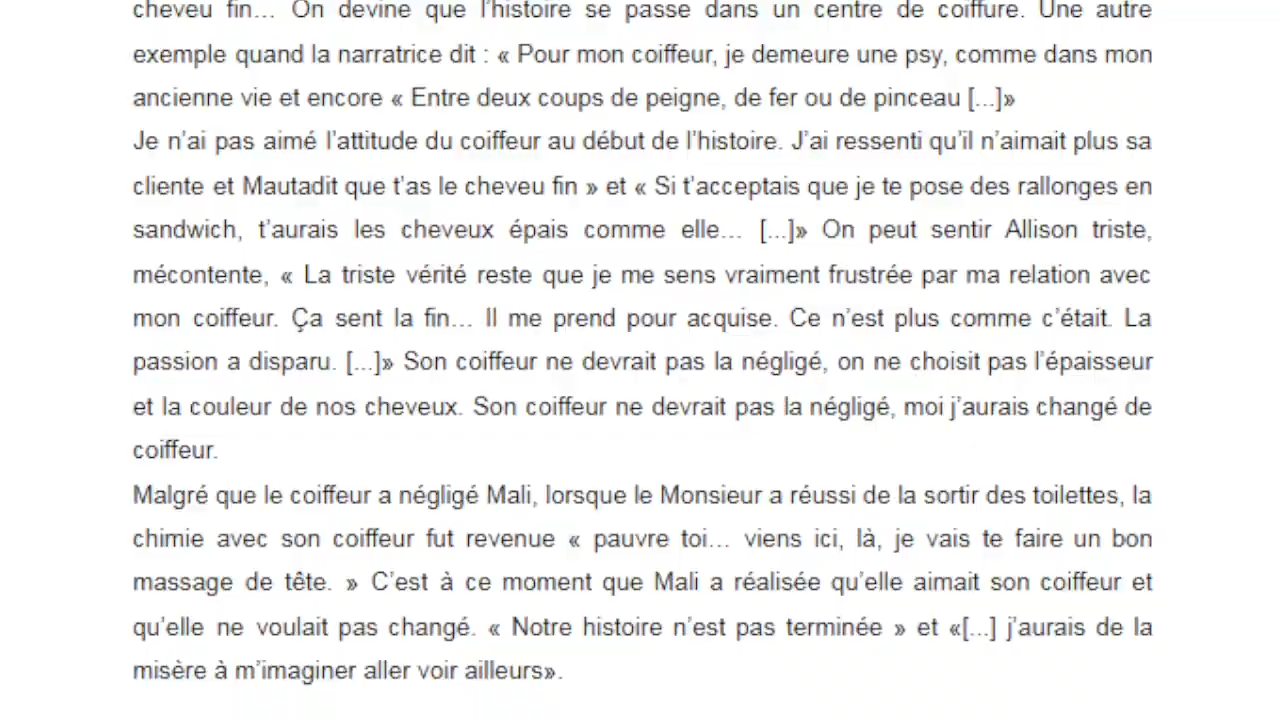 cheveu fin... On devine que l'histoire se passe dans un centre de coiffure. Une autre
exemple quand la narratrice dit : « Pour mon coiffeur, je demeure une psy, comme dans mon
ancienne vie et encore « Entre deux coups de peigne, de fer ou de pinceau [...]»
Je n'ai pas aimé l'attitude du coiffeur au début de l'histoire. J'ai ressenti qu'il n'aimait plus sa
cliente et Mautadit que t'as le cheveu fin » et « Si t'acceptais que je te pose des rallonges en
sandwich, t'aurais les cheveux épais comme elle... [...]» On peut sentir Allison triste,
mécontente, « La triste vérité reste que je me sens vraiment frustrée par ma relation avec
mon coiffeur. Ça sent la fin... Il me prend pour acquise. Ce n'est plus comme c'était. La
passion a disparu. [...]» Son coiffeur ne devrait pas la négligé, on ne choisit pas l'épaisseur
et la couleur de nos cheveux. Son coiffeur ne devrait pas la négligé, moi j'aurais changé de
coiffeur.
Malgré que le coiffeur a négligé Mali, lorsque le Monsieur a réussi de la sortir des toilettes, la
chimie avec son coiffeur fut revenue « pauvre toi... viens ici, là, je vais te faire un bon
massage de tête. » C'est à ce moment que Mali a réalisée qu'elle aimait son coiffeur et
qu'elle ne voulait pas changé. « Notre histoire n'est pas terminée » et «[...] j'aurais de la
misère à m'imaginer aller voir ailleurs».